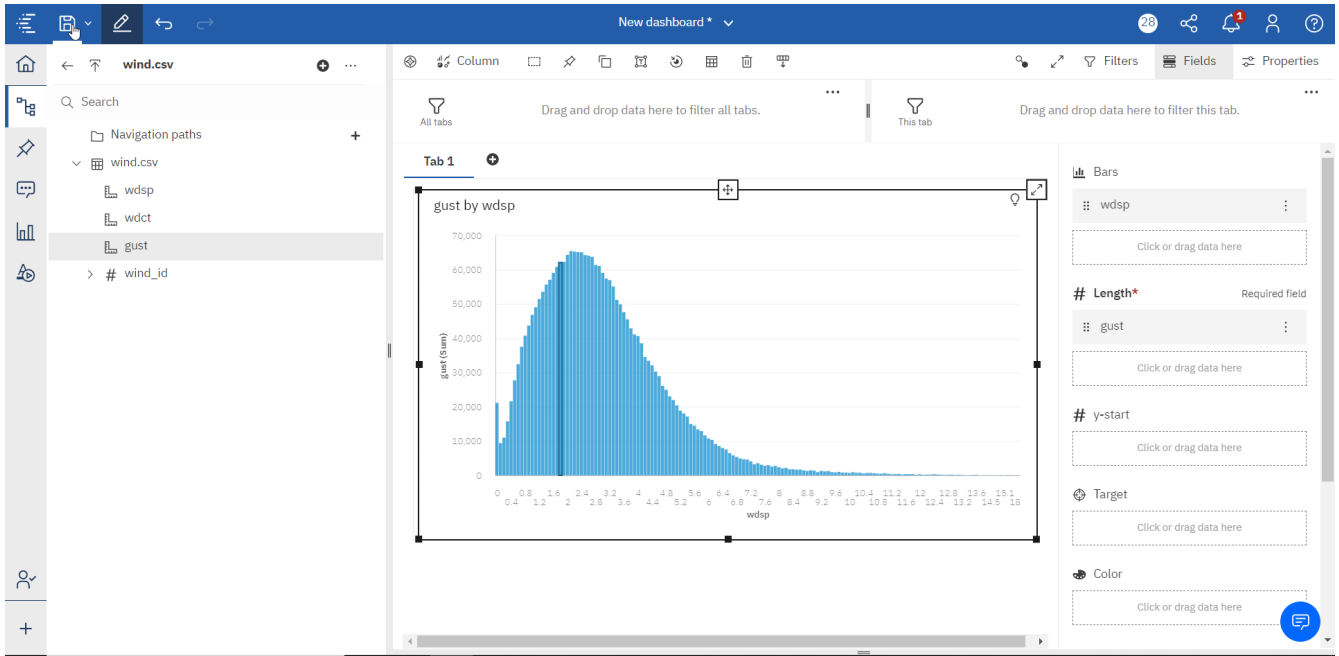 New dashboard *
28
1
wind.csv
Column
Filters
Fields
Properties
Search
All tabs
Drag and drop data here to filter all tabs.
This tab
Drag and drop data here to filter this tab.
Navigation paths
wind.csv
wdsp
wdct
gust
# wind_id
Tab 1
gust by wdsp
70,000
60,000
50,000
40,000
30,000
20,000
10,000
0
gust (Sum)
0 0.8 1.6 2.4 3.2 4 4.8 5.6 6.4 7.2 8 8.8 9.6 10.4 11.2 12 12.8 13.6 15.1
0.4 1.2 2 2.8 3.6 4.4 5.2 6 6.8 7.6 8.4 9.2 10 10.8 11.6 12.4 13.2 14.5 18
wdsp
Bars
wdsp
Click or drag data here
# Length*
Required field
gust
Click or drag data here
# y-start
Click or drag data here
Target
Click or drag data here
Color
Click or drag data here